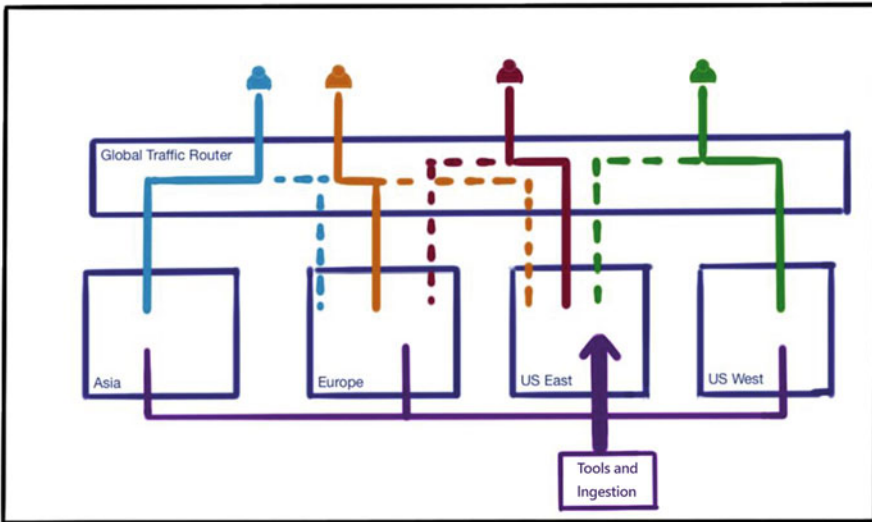 Global Traffic Router
Asia
Europe
US East
US West
Tools and
Ingestion